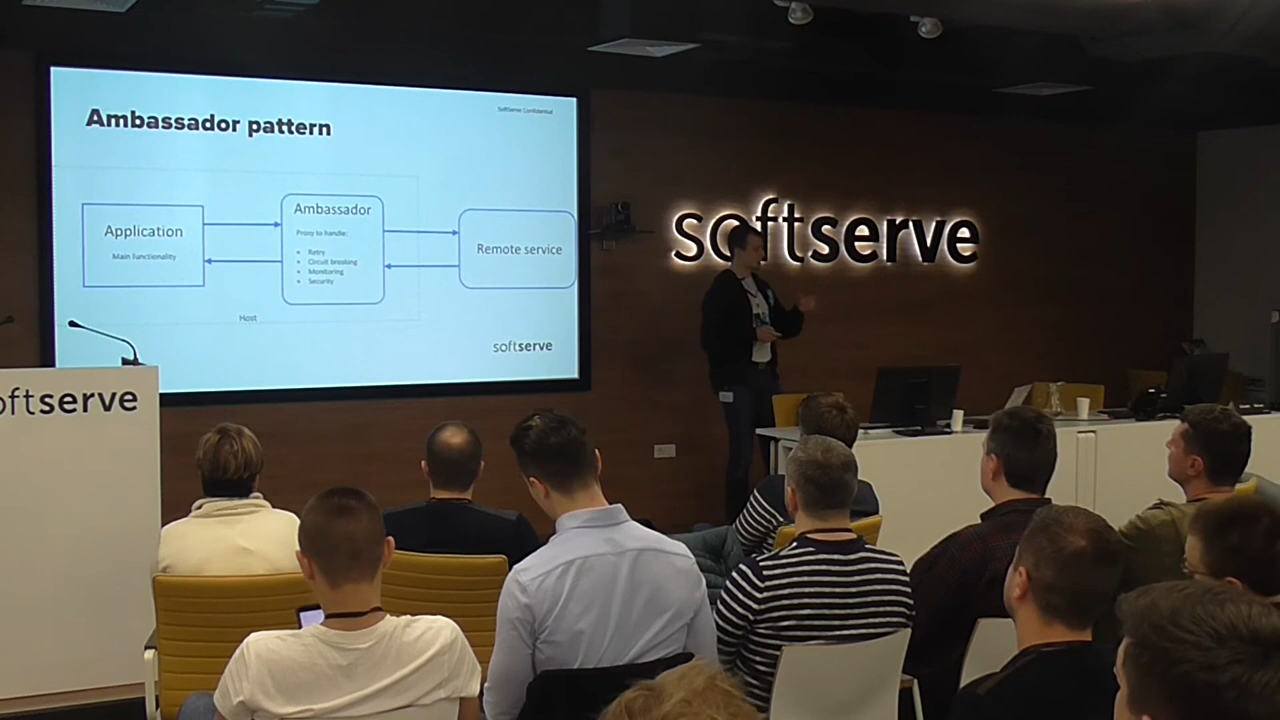 SoftServe Confidential
Ambassador pattern
Application
Main functionality
Ambassador
Proxy to handle:
• Retry
• Circuit breaking
• Monitoring
• Security
Remote service
Host
softserve
softserve
oftserve